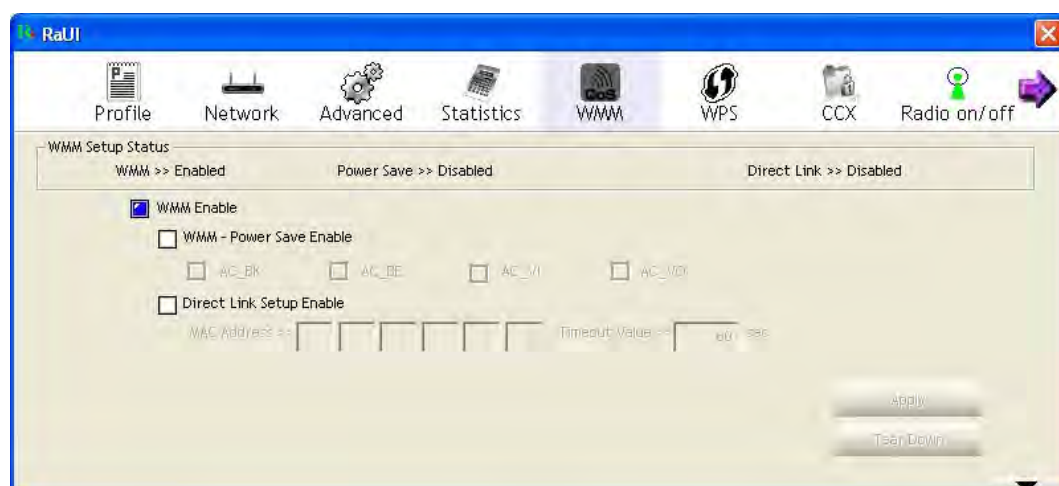 RaUI
Profile Network Advanced Statistics WMM WPS CCX Radio on/off
CoS
WMM Setup Status
WMM >> Enabled Power Save >> Disabled Direct Link >> Disabled
WMM Enable
WMM - Power Save Enable
AC_BK AC_BE AC_VI AC_VO
Direct Link Setup Enable
MAC Address >> Timeout Value >> 60 sec
Apply
Tear Down